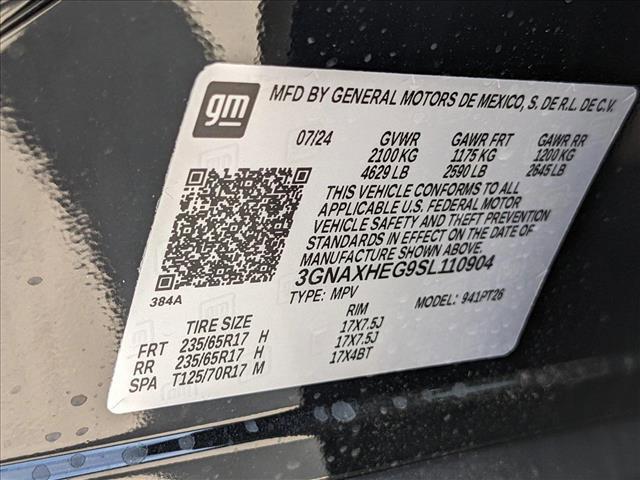 gm MFD BY GENERAL MOTORS DE MEXICO, S. DE R.L. DE C.V.
07/24 GVWR GAWR FRT GAWR RR
2100 KG 1175 KG 1200 KG
4629 LB 2590 LB 2645 LB
THIS VEHICLE CONFORMS TO ALL
APPLICABLE U.S. FEDERAL MOTOR
VEHICLE SAFETY AND THEFT PREVENTION
STANDARDS IN EFFECT ON THE DATE OF
MANUFACTURE SHOWN ABOVE.
3GNAXHEG9SL110904
TYPE: MPV MODEL: 941PT26
384A
TIRE SIZE RIM
FRT 235/65R17 H 17X7.5J
RR 235/65R17 H 17X7.5J
SPA T125/70R17 M 17X4BT